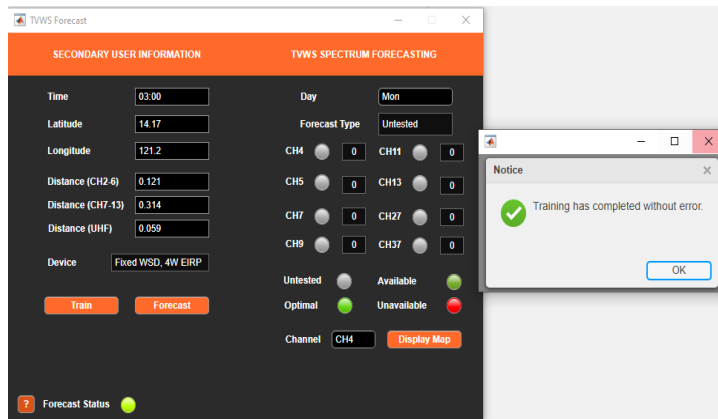 TVWS Forecast
SECONDARY USER INFORMATION
TVWS SPECTRUM FORECASTING
Time 03:00
Latitude 14.17
Longitude 121.2
Distance (CH2-6) 0.121
Distance (CH7-13) 0.314
Distance (UHF) 0.059
Device Fixed WSD, 4W EIRP
Train Forecast
Day Mon
Forecast Type Untested
CH4 0 CH11 0
CH5 0 CH13 0
CH7 0 CH27 0
CH9 0 CH37 0
Untested Available
Optimal Unavailable
Channel CH4 Display Map
? Forecast Status
Notice
Training has completed without error.
OK